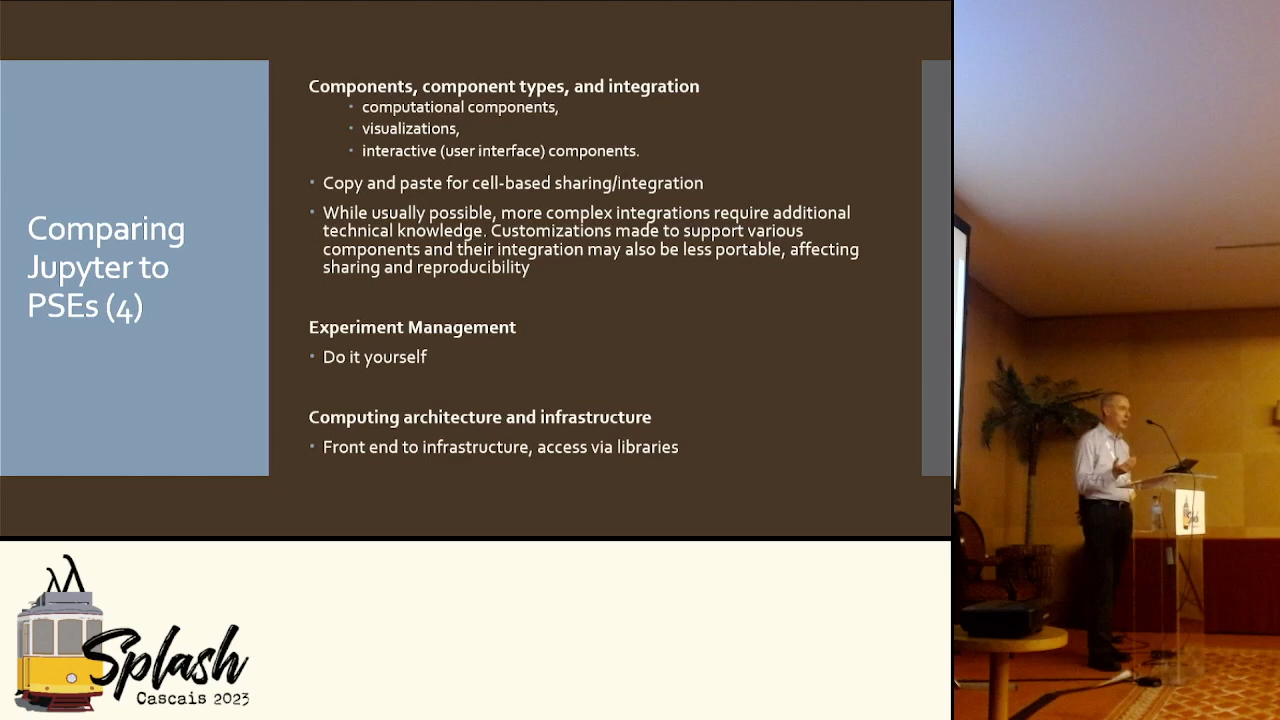 Comparing
Jupyter to
PSEs (4)
Components, component types, and integration
computational components,
visualizations,
interactive (user interface) components.
Copy and paste for cell-based sharing/integration
While usually possible, more complex integrations require additional
technical knowledge. Customizations made to support various
components and their integration may also be less portable, affecting
sharing and reproducibility
Experiment Management
Do it yourself
Computing architecture and infrastructure
Front end to infrastructure, access via libraries
Splash
Cascais 2023